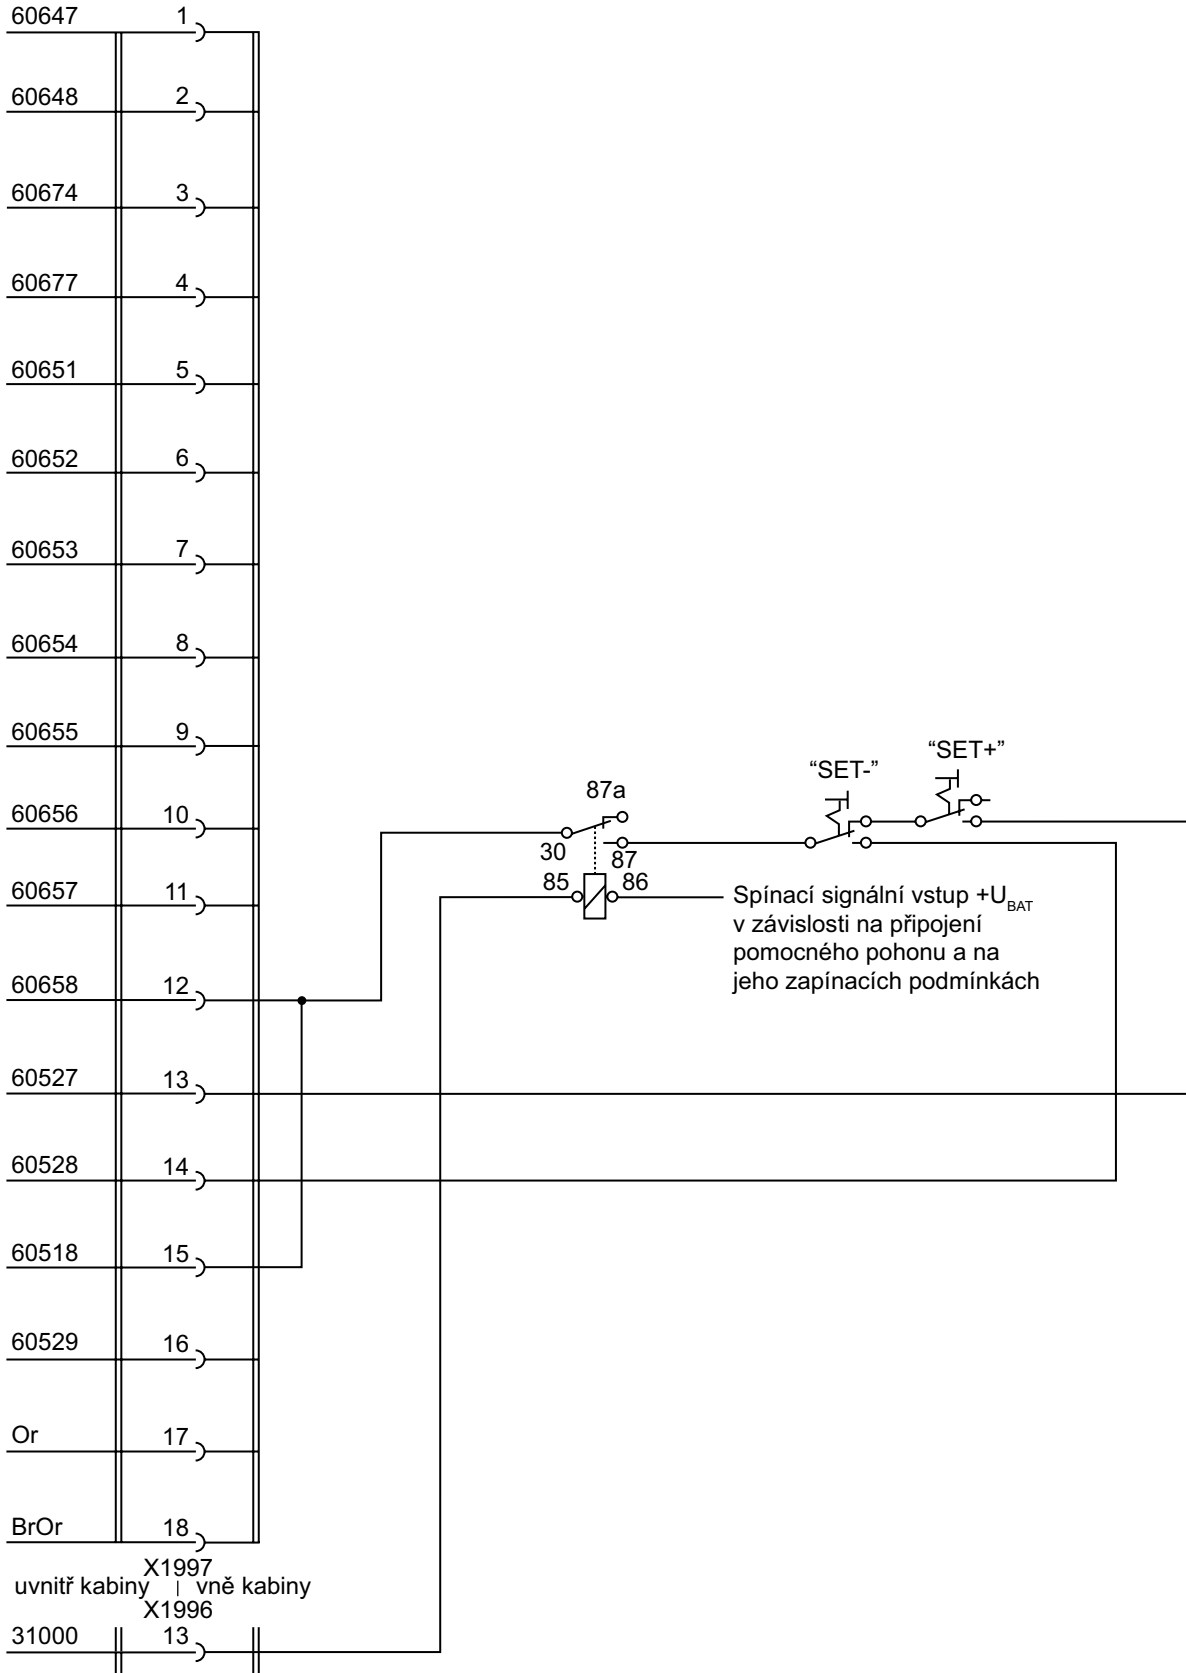 60647 1
60648 2
60674 3
60677 4
60651 5
60652 6
60653 7
60654 8
60655 9
“SET+”
“SET-”
87a
60656 10
30 87
85 86
60657 11
Spínací signální vstup +UBAT
v závislosti na připojení
pomocného pohonu a na
jeho zapínacích podmínkách
60658 12
60527 13
60528 14
60518 15
60529 16
Or 17
BrOr 18
X1997
uvnitř kabiny | vně kabiny
X1996
31000 13